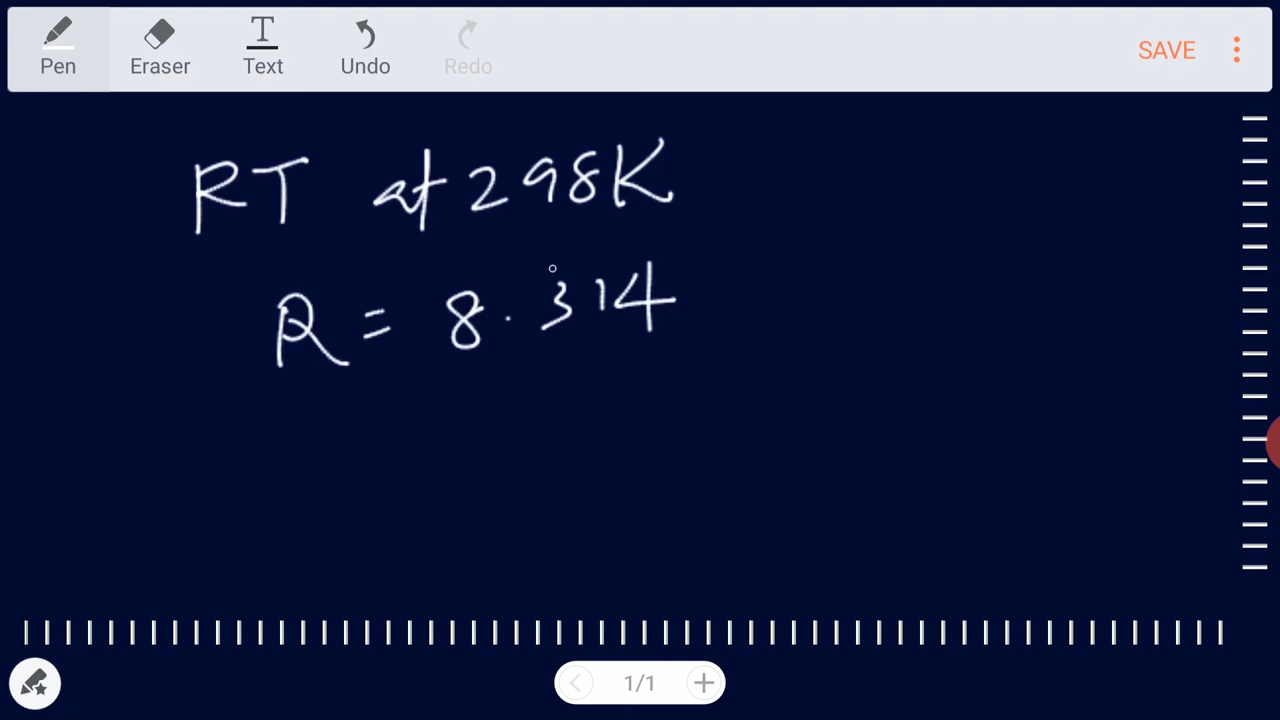 Pen Eraser Text Undo Redo SAVE
RT at 298K
R = 8.314
1/1